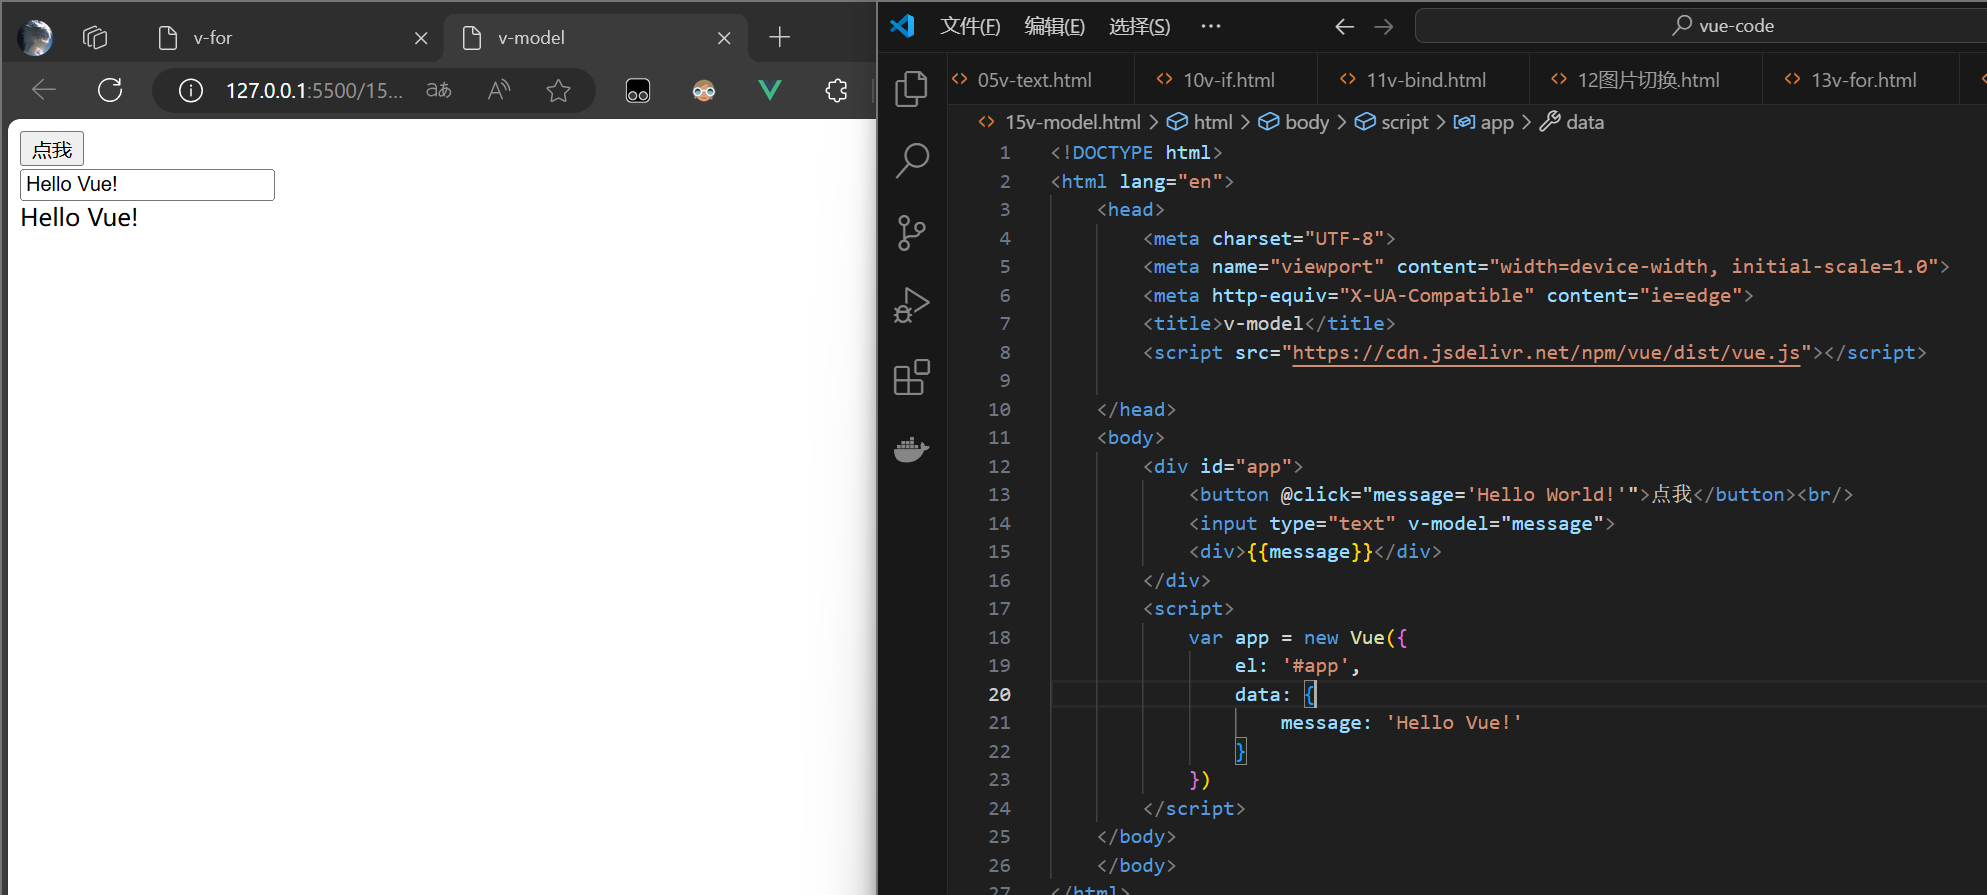 v-for
v-model
127.0.0.1:5500/15...
aあ
A
点我
Hello Vue!
Hello Vue!
文件(F) 编辑(E) 选择(S) ···
vue-code
05v-text.html
10v-if.html
11v-bind.html
12图片切换.html
13v-for.html
15v-model.html > html > body > script > app > data
1 <!DOCTYPE html>
2 <html lang="en">
3 <head>
4 <meta charset="UTF-8">
5 <meta name="viewport" content="width=device-width, initial-scale=1.0">
6 <meta http-equiv="X-UA-Compatible" content="ie=edge">
7 <title>v-model</title>
8 <script src="https://cdn.jsdelivr.net/npm/vue/dist/vue.js"></script>
9
10 </head>
11 <body>
12 <div id="app">
13 <button @click="message='Hello World!'">点我</button><br/>
14 <input type="text" v-model="message">
15 <div>{{message}}</div>
16 </div>
17 <script>
18 var app = new Vue({
19 el: '#app',
20 data: {
21 message: 'Hello Vue!'
22 }
23 })
24 </script>
25 </body>
26 </body>
27 </html>